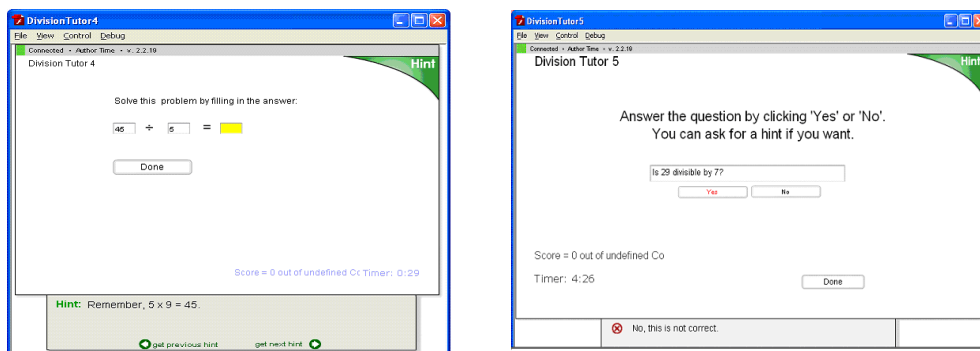 DivisionTutor4
File View Control Debug
Connected • Author Time • v. 2.2.19
Division Tutor 4
Hint
Solve this problem by filling in the answer:
45 ÷ 5 =
Done
Score = 0 out of undefined Cc Timer: 0:29
Hint: Remember, 5 x 9 = 45.
get previous hint get next hint
DivisionTutor5
File View Control Debug
Connected • Author Time • v. 2.2.19
Division Tutor 5
Hint
Answer the question by clicking 'Yes' or 'No'.
You can ask for a hint if you want.
Is 29 divisible by 7?
Yes No
Score = 0 out of undefined Co
Timer: 4:26
Done
No, this is not correct.